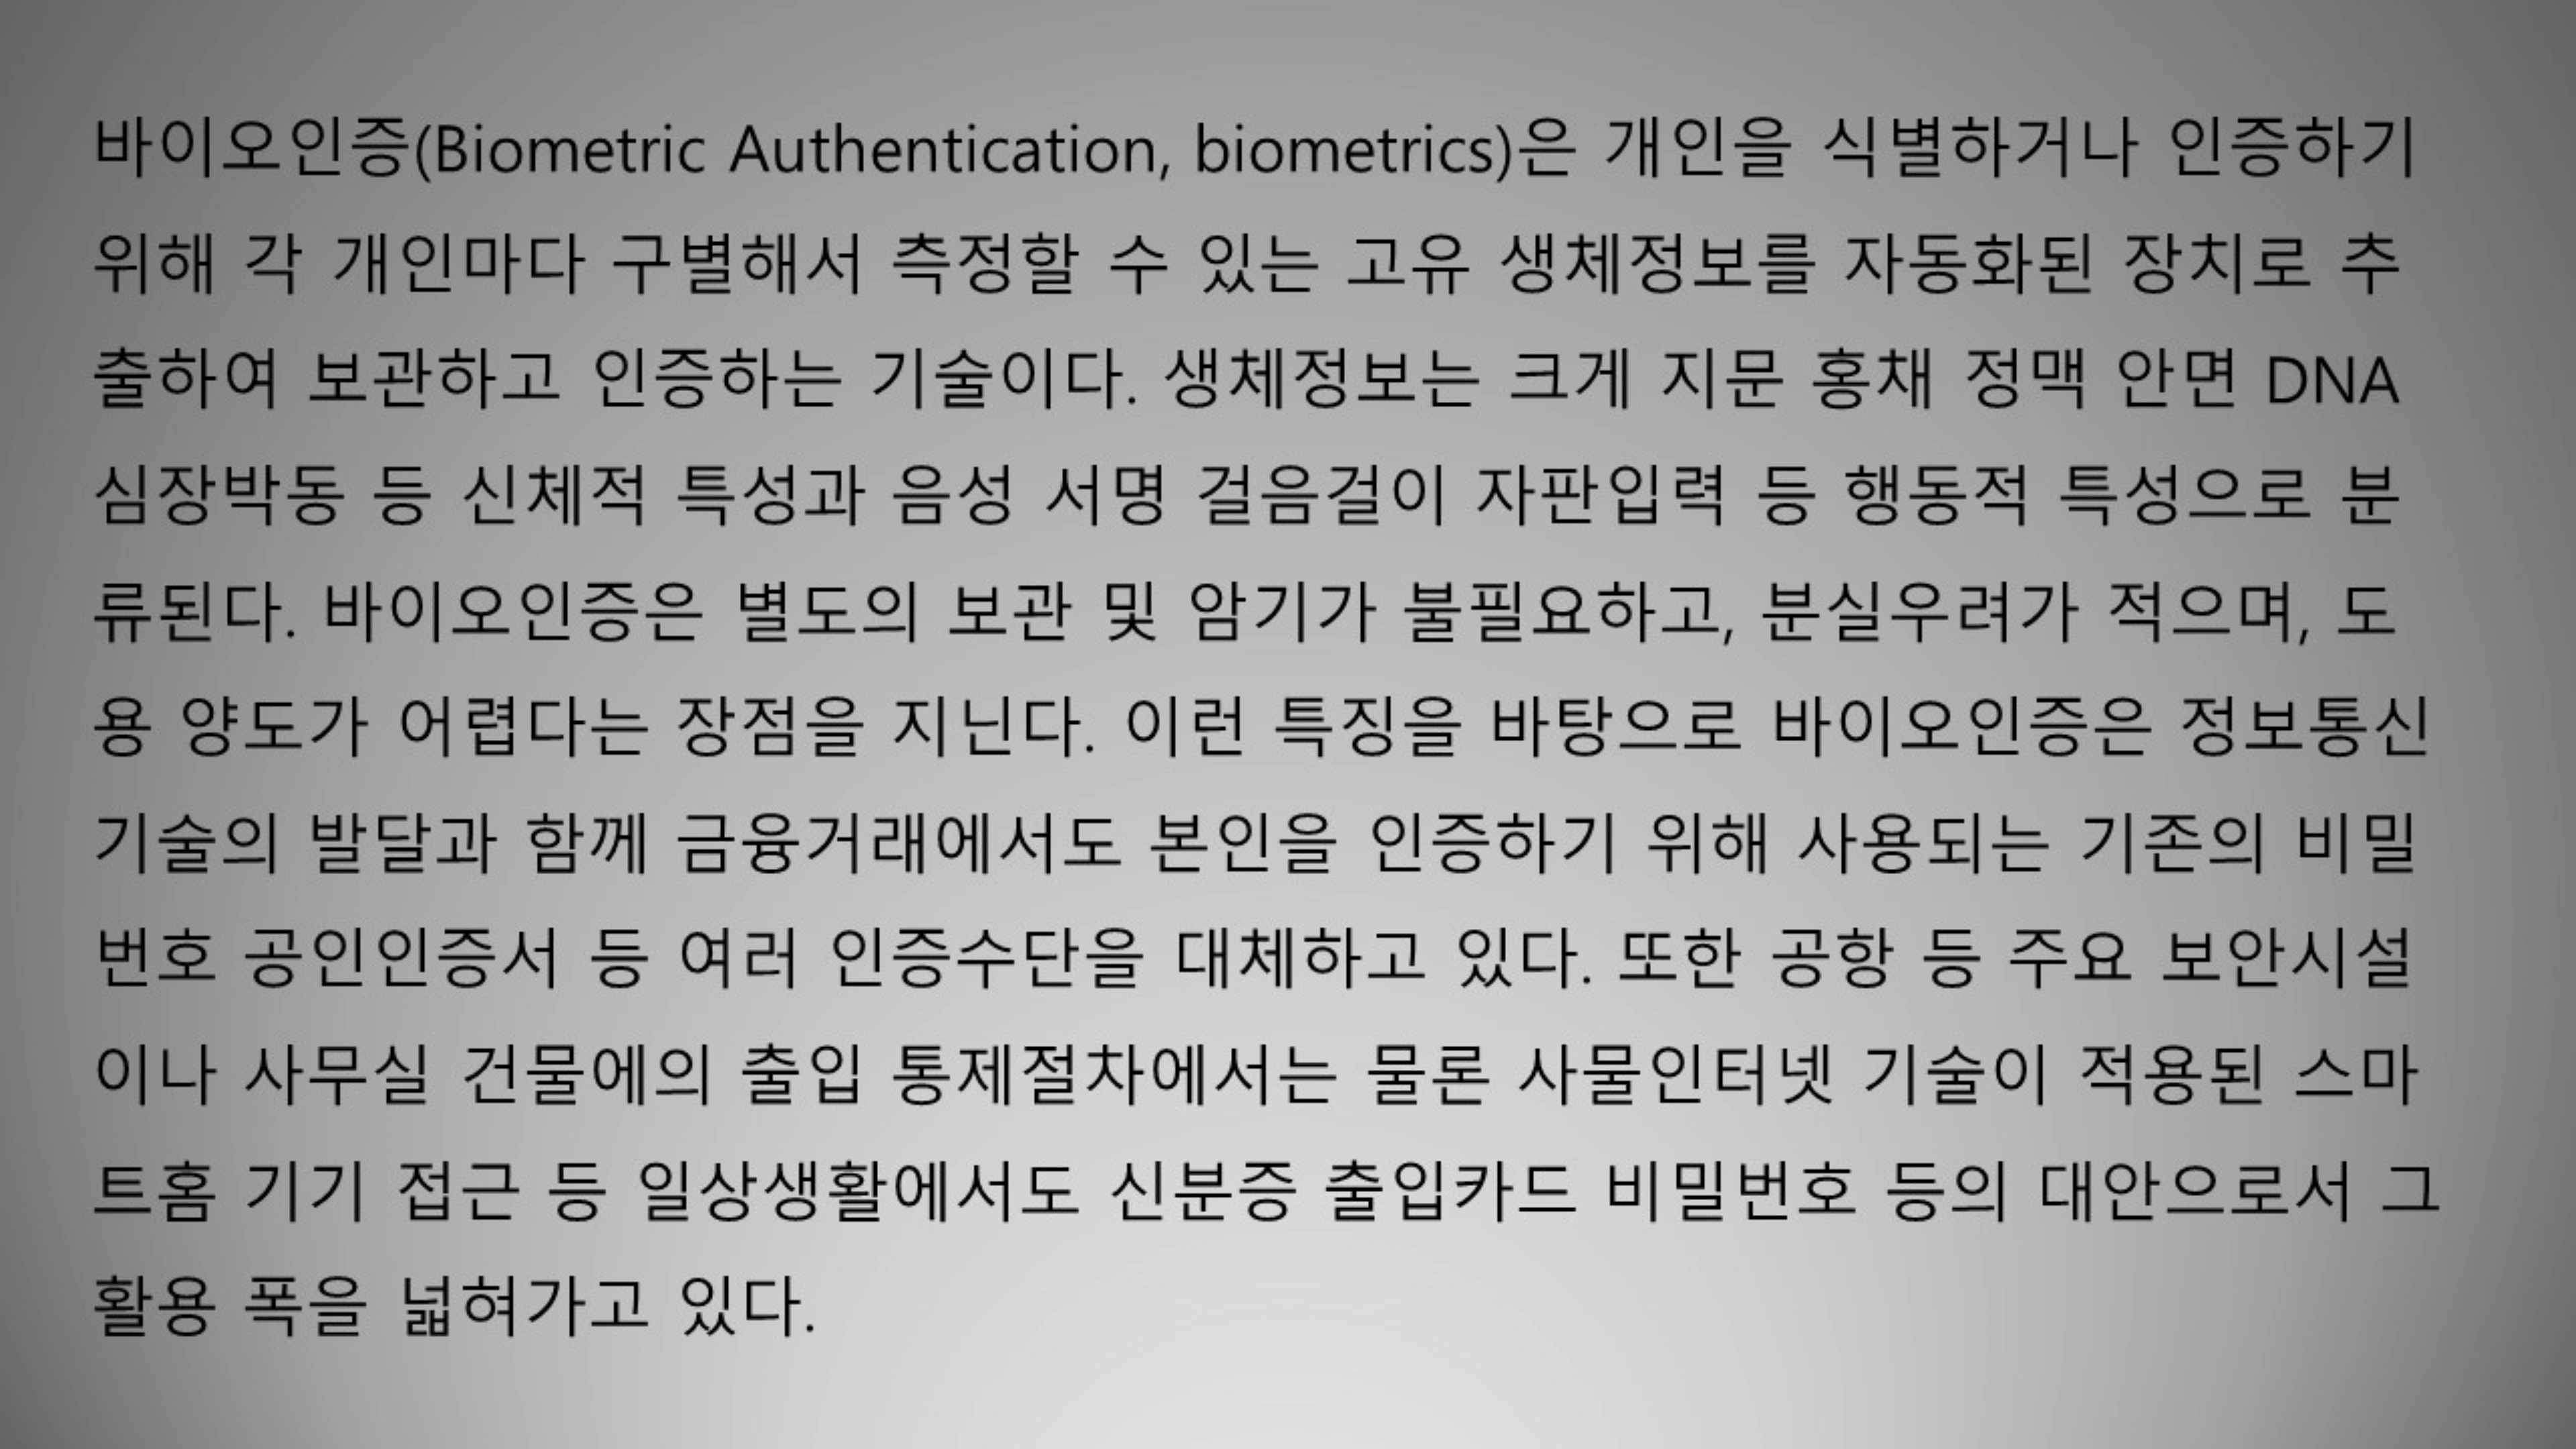 바이오인증(Biometric Authentication, biometrics)은 개인을 식별하거나 인증하기
위해 각 개인마다 구별해서 측정할 수 있는 고유 생체정보를 자동화된 장치로 추
출하여 보관하고 인증하는 기술이다. 생체정보는 크게 지문 홍채 정맥 안면 DNA
심장박동 등 신체적 특성과 음성 서명 걸음걸이 자판입력 등 행동적 특성으로 분
류된다. 바이오인증은 별도의 보관 및 암기가 불필요하고, 분실우려가 적으며, 도
용 양도가 어렵다는 장점을 지닌다. 이런 특징을 바탕으로 바이오인증은 정보통신
기술의 발달과 함께 금융거래에서도 본인을 인증하기 위해 사용되는 기존의 비밀
번호 공인인증서 등 여러 인증수단을 대체하고 있다. 또한 공항 등 주요 보안시설
이나 사무실 건물에의 출입 통제절차에서는 물론 사물인터넷 기술이 적용된 스마
트홈 기기 접근 등 일상생활에서도 신분증 출입카드 비밀번호 등의 대안으로서 그
활용 폭을 넓혀가고 있다.